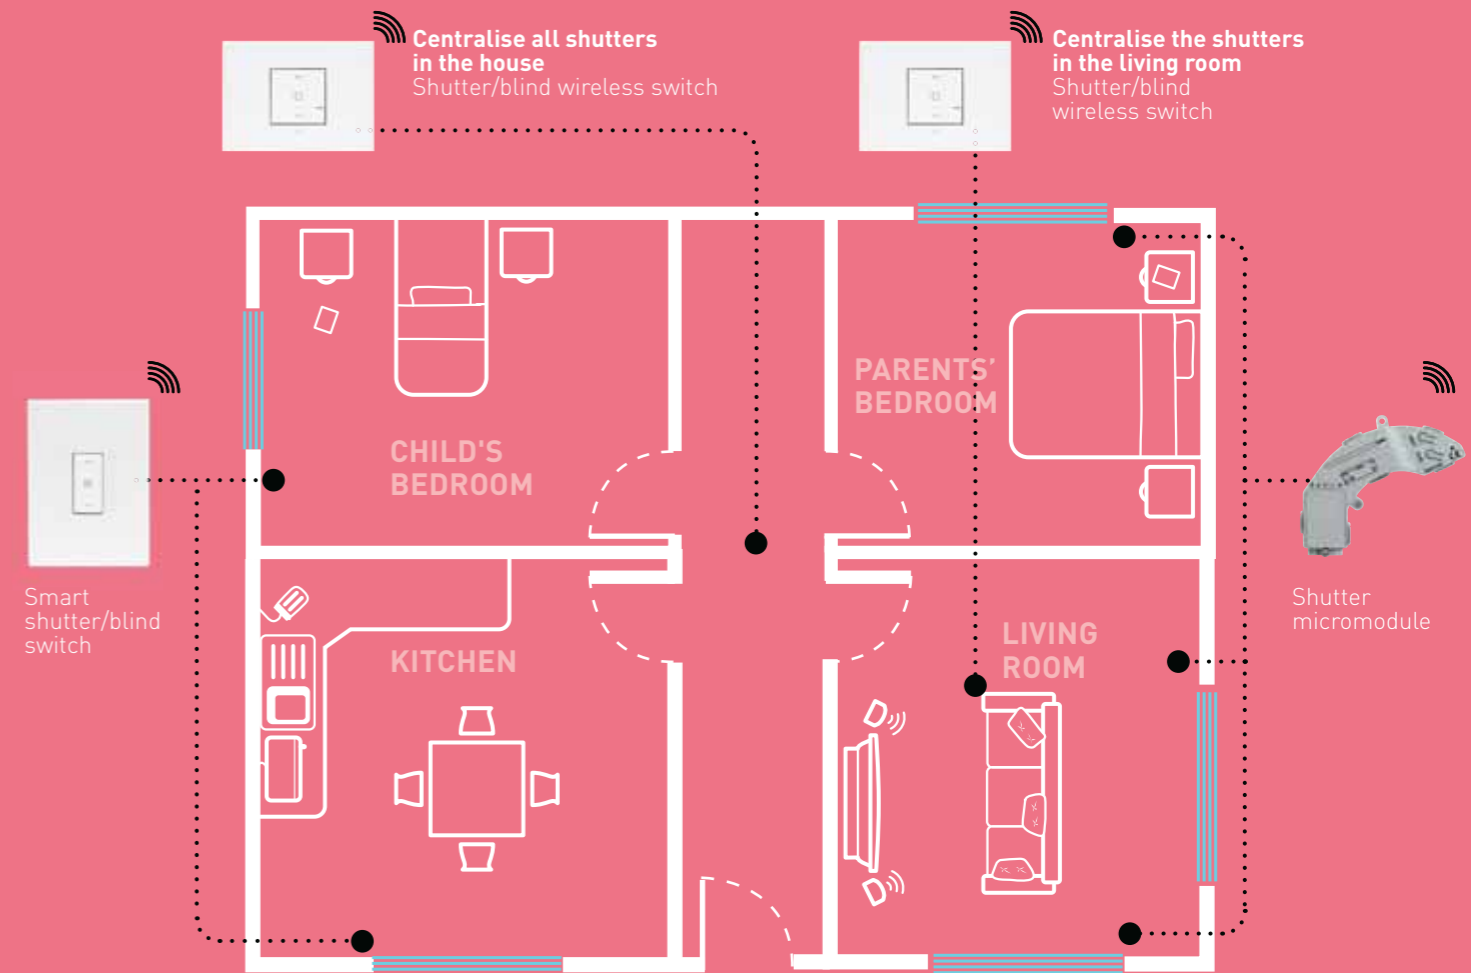 Centralise all shutters
in the house
Shutter/blind wireless switch
Centralise the shutters
in the living room
Shutter/blind
wireless switch
PARENTS'
BEDROOM
CHILD'S
BEDROOM
Smart
shutter/blind
switch
Shutter
micromodule
KITCHEN
LIVING
ROOM